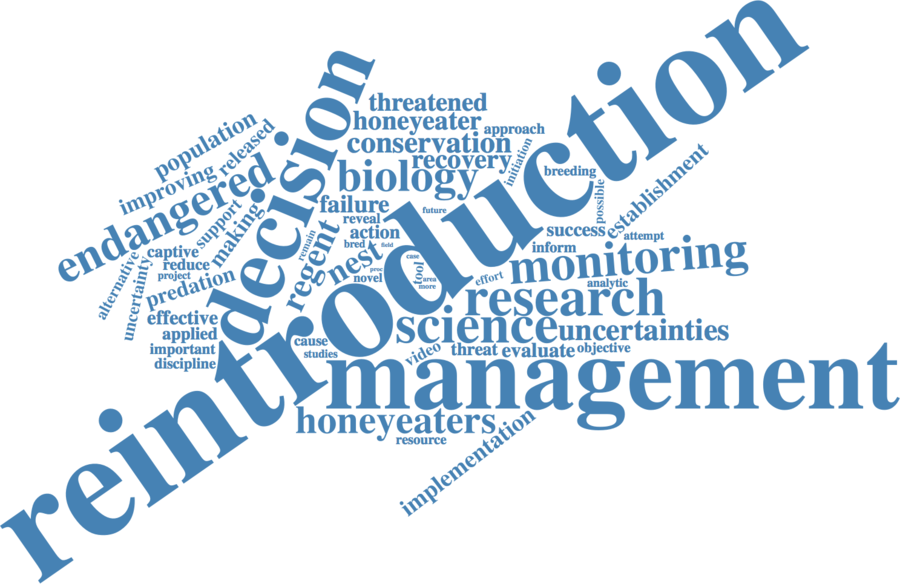 reintroduction
management
decision
threatened
honeyeater
approach
conservation
recovery
initiation
biology
breeding
population
released
improving
endangered
support
making
failure
reveal
action
future
possible
establishment
success
attempt
inform
captive
reduce
project
predation
alternative
uncertainty
regent
remain
nest
bred
field
case
proc
novel
tool
area
more
effort
monitoring
analytic
research
science
uncertainties
effective
applied
important
discipline
cause
studies
video
threat
evaluate
objective
honeyeaters
resource
implementation